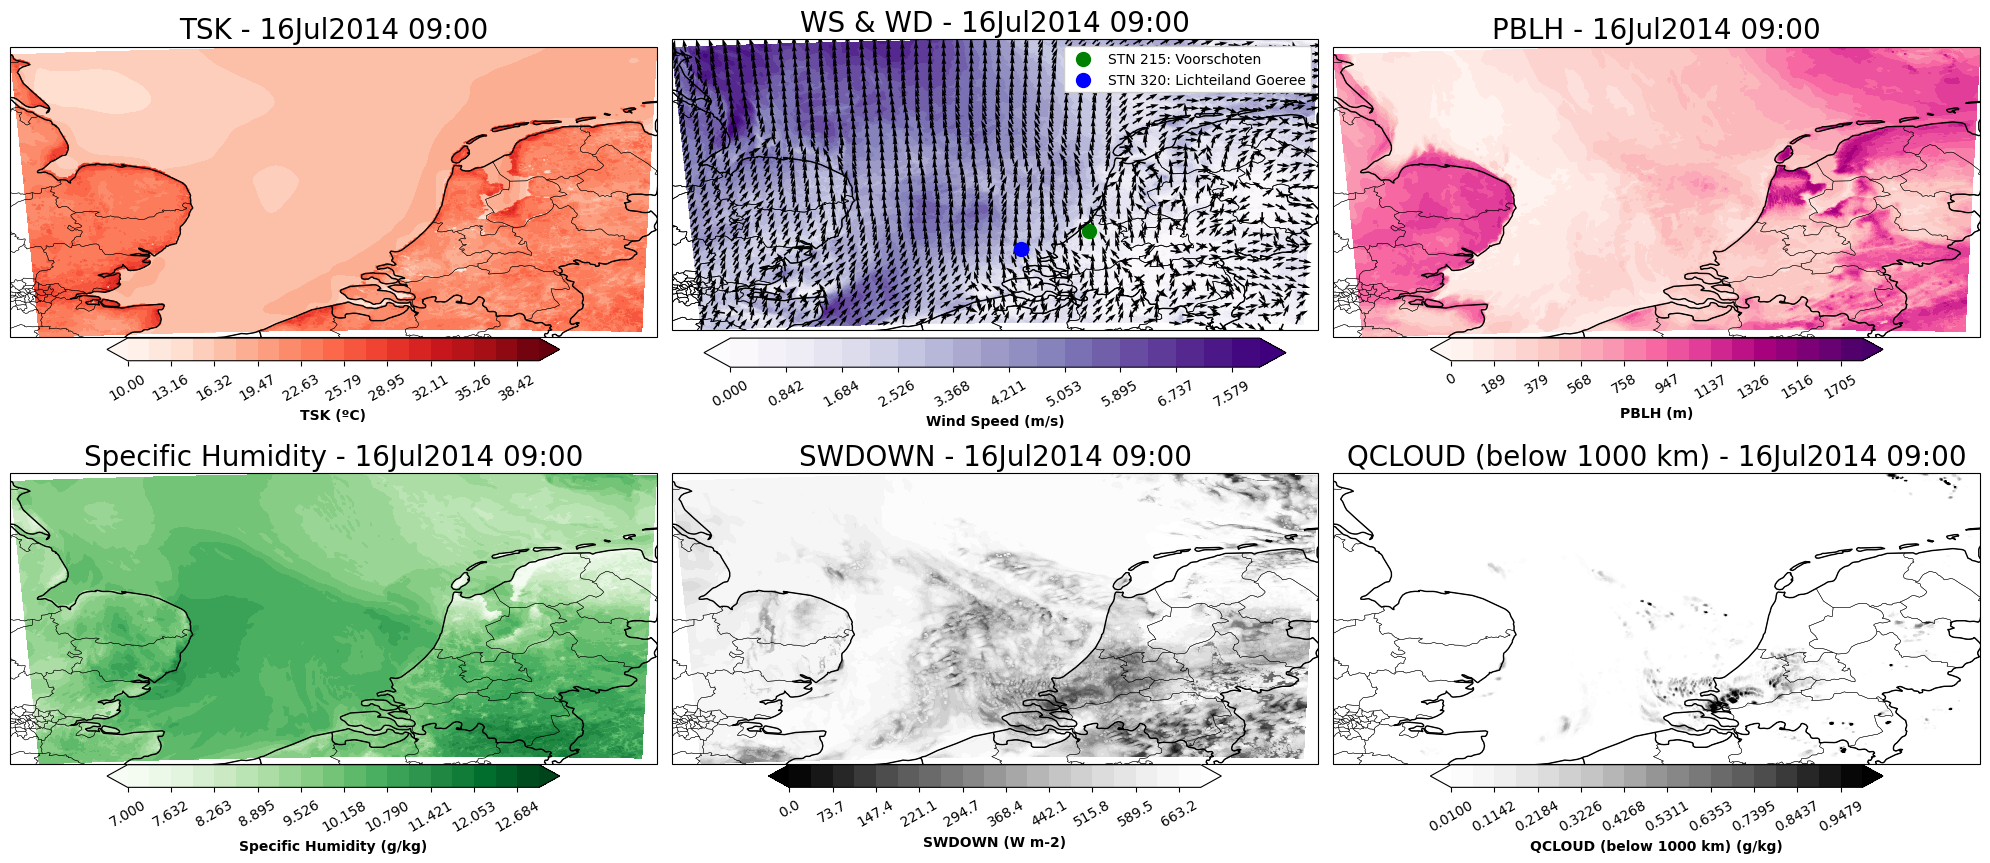 TSK - 16Jul2014 09:00
WS & WD - 16Jul2014 09:00
PBLH - 16Jul2014 09:00
STN 215: Voorschoten
STN 320: Lichteiland Goeree
10.00 13.16 16.32 19.47 22.63 25.79 28.95 32.11 35.26 38.42
TSK (ºC)
0.000 0.842 1.684 2.526 3.368 4.211 5.053 5.895 6.737 7.579
Wind Speed (m/s)
0 189 379 568 758 947 1137 1326 1516 1705
PBLH (m)
Specific Humidity - 16Jul2014 09:00
SWDOWN - 16Jul2014 09:00
QCLOUD (below 1000 km) - 16Jul2014 09:00
7.000 7.632 8.263 8.895 9.526 10.158 10.790 11.421 12.053 12.684
Specific Humidity (g/kg)
0.0 73.7 147.4 221.1 294.7 368.4 442.1 515.8 589.5 663.2
SWDOWN (W m-2)
0.0100 0.1142 0.2184 0.3226 0.4268 0.5311 0.6353 0.7395 0.8437 0.9479
QCLOUD (below 1000 km) (g/kg)